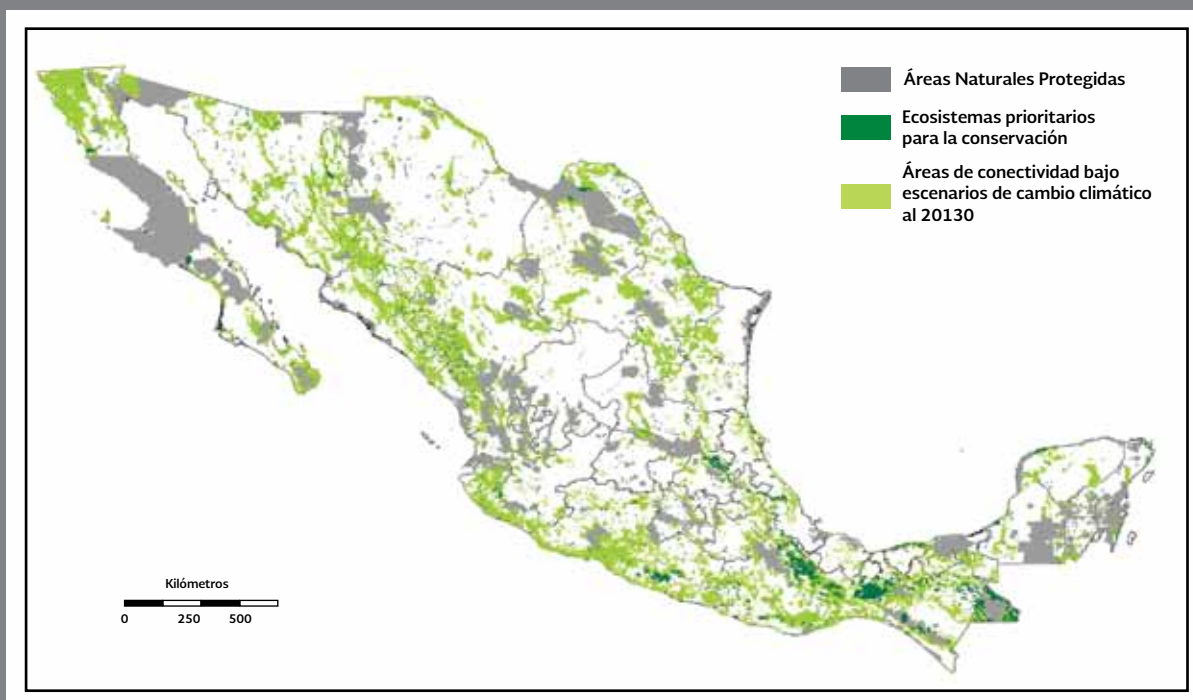 Áreas Naturales Protegidas
Ecosistemas prioritarios
para la conservación
Áreas de conectividad bajo
escenarios de cambio climático
al 20130
Kilómetros
0 250 500